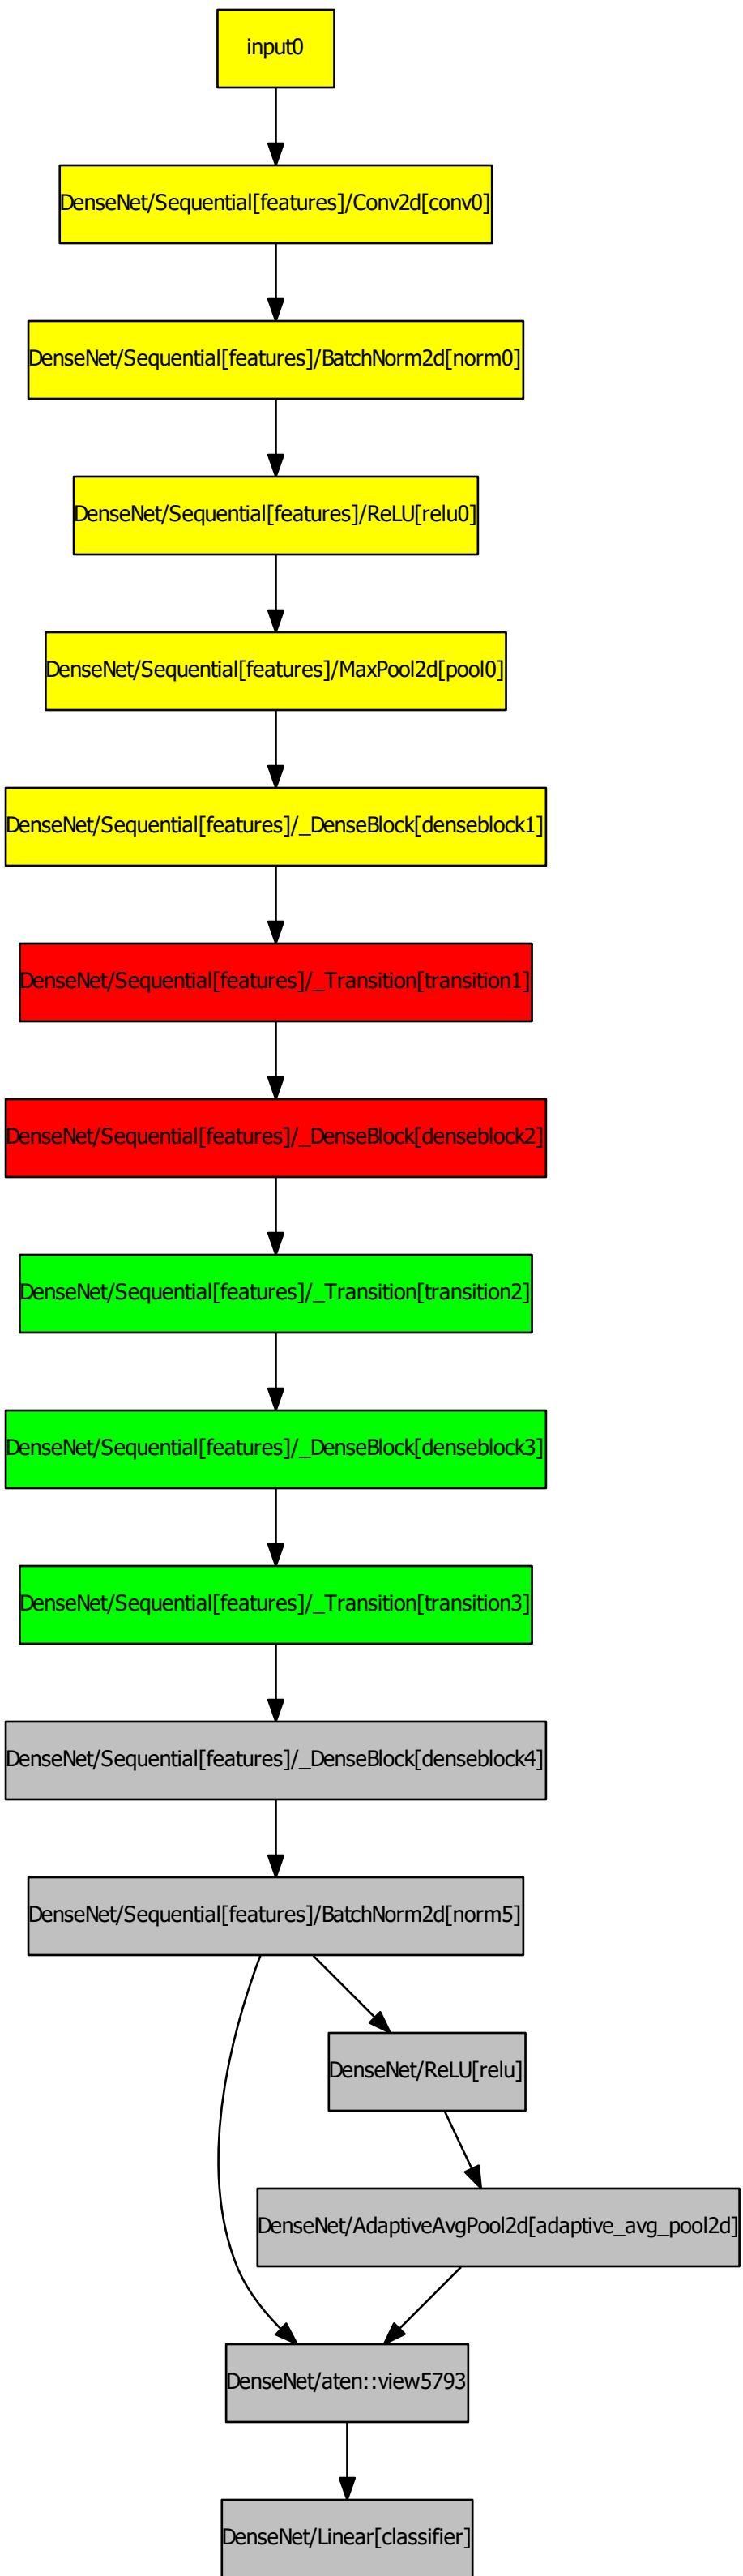 input0
DenseNet/Sequential[features]/Conv2d[conv0]
DenseNet/Sequential[features]/BatchNorm2d[norm0]
DenseNet/Sequential[features]/ReLU[relu0]
DenseNet/Sequential[features]/MaxPool2d[pool0]
DenseNet/Sequential[features]/_DenseBlock[denseblock1]
DenseNet/Sequential[features]/_Transition[transition1]
DenseNet/Sequential[features]/_DenseBlock[denseblock2]
DenseNet/Sequential[features]/_Transition[transition2]
DenseNet/Sequential[features]/_DenseBlock[denseblock3]
DenseNet/Sequential[features]/_Transition[transition3]
DenseNet/Sequential[features]/_DenseBlock[denseblock4]
DenseNet/Sequential[features]/BatchNorm2d[norm5]
DenseNet/ReLU[relu]
DenseNet/AdaptiveAvgPool2d[adaptive_avg_pool2d]
DenseNet/aten::view5793
DenseNet/Linear[classifier]